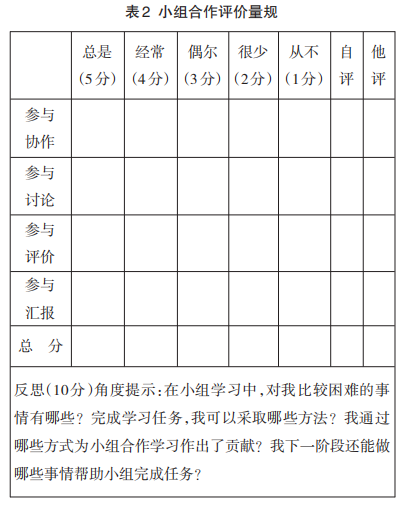 表2 小组合作评价量规
总是 经常 偶尔 很少 从不 自 他
(5分) (4分) (3分) (2分) (1分) 评 评
参与
协作
参与
讨论
参与
评价
参与
汇报
总 分
反思(10分)角度提示:在小组学习中,对我比较困难的事
情有哪些?完成学习任务,我可以采取哪些方法?我通过
哪些方式为小组合作学习作出了贡献?我下一阶段还能做
哪些事情帮助小组完成任务?